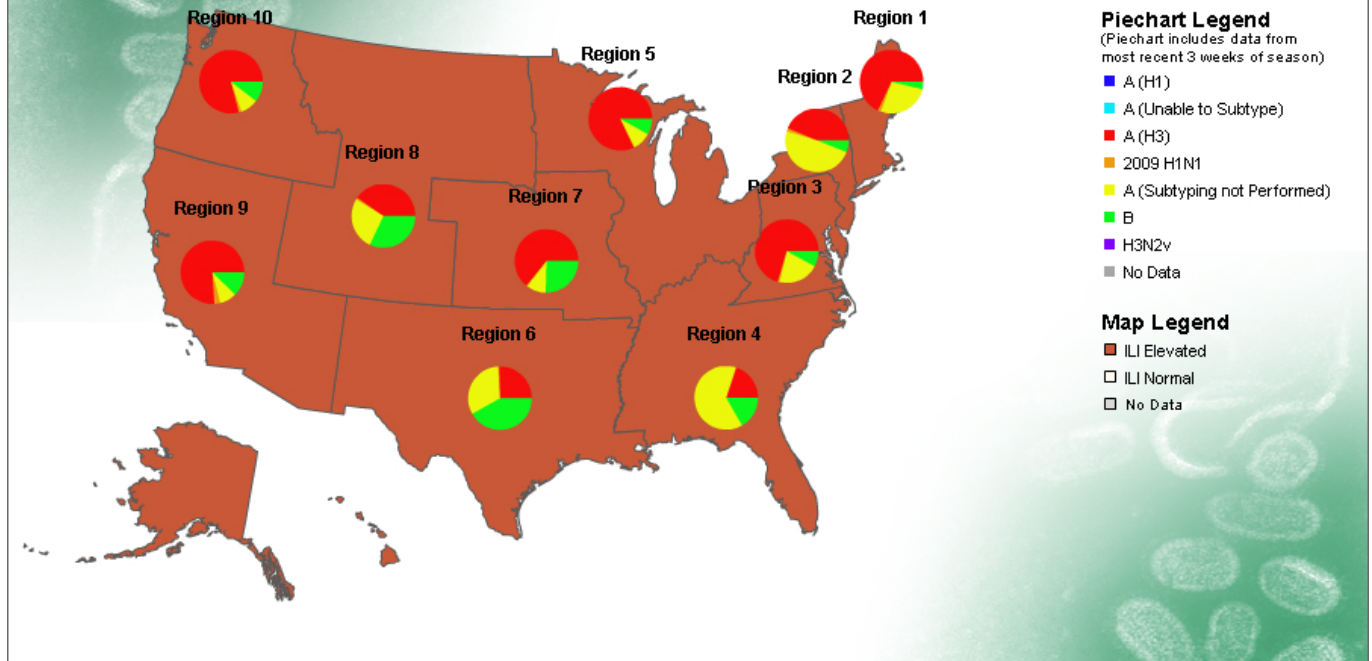 Region 10
Region 1
Region 5
Region 2
Region 8
Region 3
Region 7
Region 9
Region 6
Region 4
Piechart Legend
(Piechart includes data from
most recent 3 weeks of season)
A (H1)
A (Unable to Subtype)
A (H3)
2009 H1N1
A (Subtyping not Performed)
B
H3N2v
No Data
Map Legend
ILI Elevated
ILI Normal
No Data